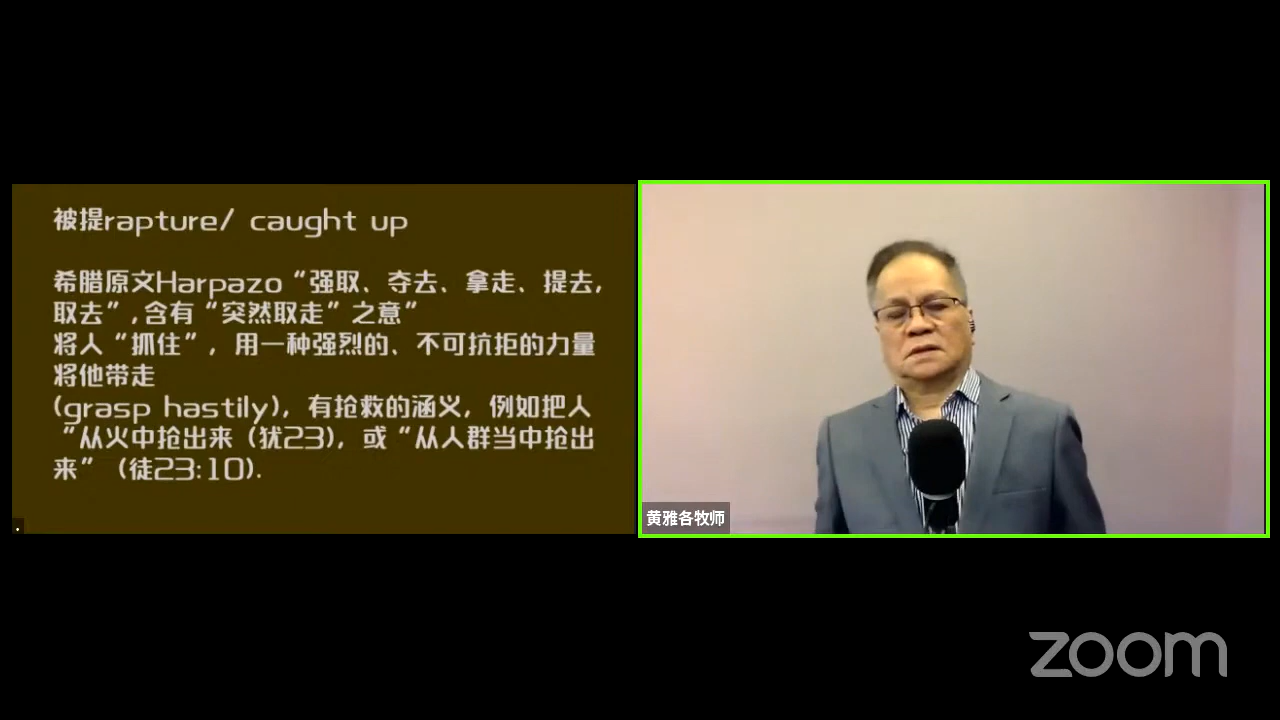 被提rapture/ caught up
希腊原文Harpazo“强取、夺去、拿走、提去,
取去”,含有“突然取走”之意”
将人“抓住”，用一种强烈的、不可抗拒的力量
将他带走
(grasp hastily)，有抢救的涵义，例如把人
“从火中抢出来（犹23)，或“从人群当中抢出
来”（徒23:10).
黄雅各牧师
zoom